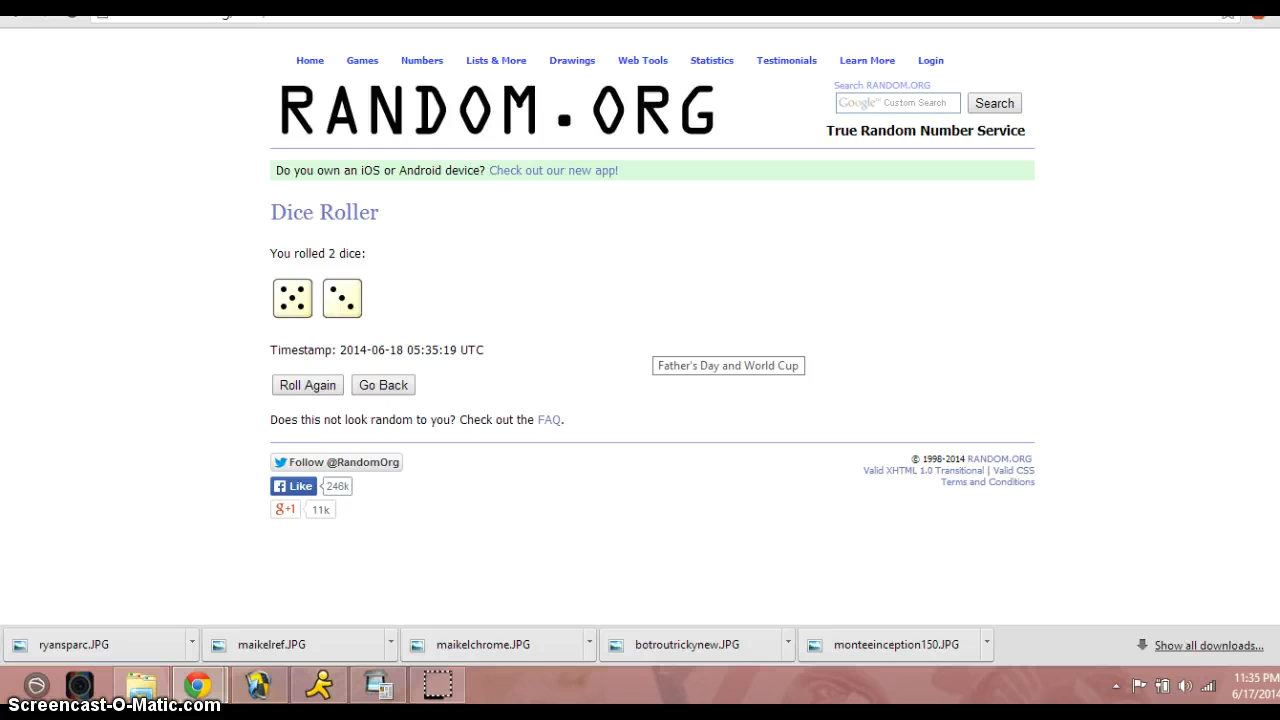 Home Games Numbers Lists & More Drawings Web Tools Statistics Testimonials Learn More Login
RANDOM.ORG
Search RANDOM.ORG
Google™ Custom Search Search
True Random Number Service
Do you own an iOS or Android device? Check out our new app!
Dice Roller
You rolled 2 dice:
Timestamp: 2014-06-18 05:35:19 UTC
Father's Day and World Cup
Roll Again Go Back
Does this not look random to you? Check out the FAQ.
Follow @RandomOrg
Like 246k
g+1 11k
© 1998-2014 RANDOM.ORG
Valid XHTML 1.0 Transitional | Valid CSS
Terms and Conditions
ryansparc.JPG maikelref.JPG maikelchrome.JPG botroutrickynew.JPG monteeinception150.JPG Show all downloads...
11:35 PM
6/17/2014
Screencast-O-Matic.com